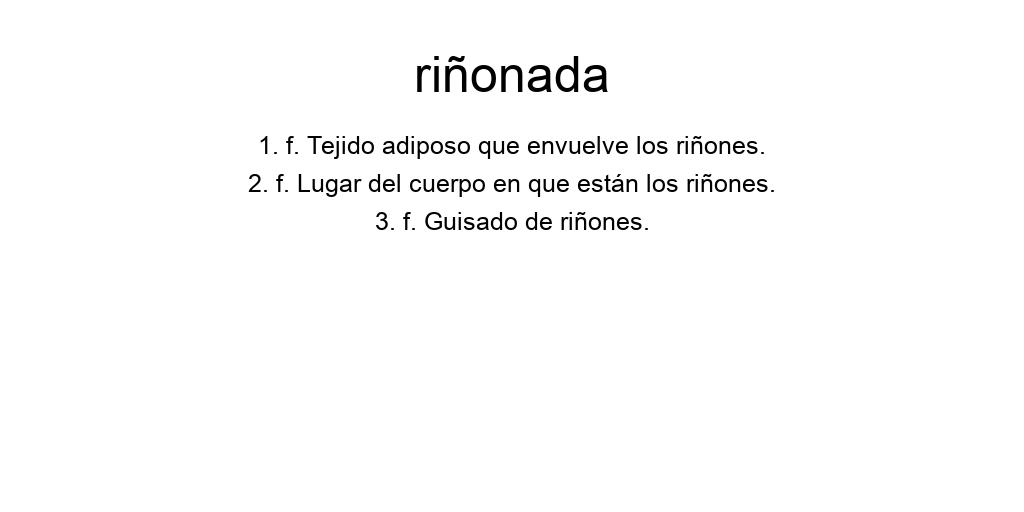 riñonada
1. f. Tejido adiposo que envuelve los riñones.
2. f. Lugar del cuerpo en que están los riñones.
3. f. Guisado de riñones.